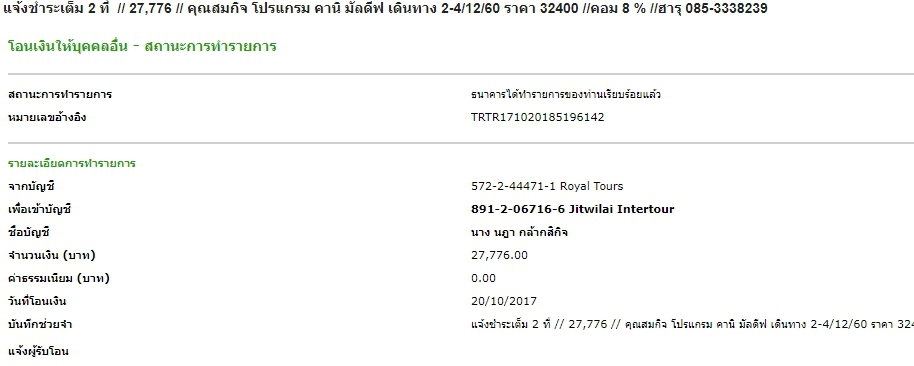 แจ้งชำระเต็ม 2 ที่ // 27,776 // คุณสมกิจ โปรแกรม คานิ มัลดีฟ เดินทาง 2-4/12/60 ราคา 32400 //คอม 8 % //ฮารุ 085-3338239
โอนเงินให้บุคคลอื่น - สถานะการทำรายการ
สถานะการทำรายการ ธนาคารได้ทำรายการของท่านเรียบร้อยแล้ว
หมายเลขอ้างอิง TRTR171020185196142
รายละเอียดการทำรายการ
จากบัญชี 572-2-44471-1 Royal Tours
เพื่อเข้าบัญชี 891-2-06716-6 Jitwilai Intertour
ชื่อบัญชี นาง นฎา กล้ากสิกิจ
จำนวนเงิน (บาท) 27,776.00
ค่าธรรมเนียม (บาท) 0.00
วันที่โอนเงิน 20/10/2017
บันทึกช่วยจำ แจ้งชำระเต็ม 2 ที่ // 27,776 // คุณสมกิจ โปรแกรม คานิ มัลดีฟ เดินทาง 2-4/12/60 ราคา 324
แจ้งผู้รับโอน